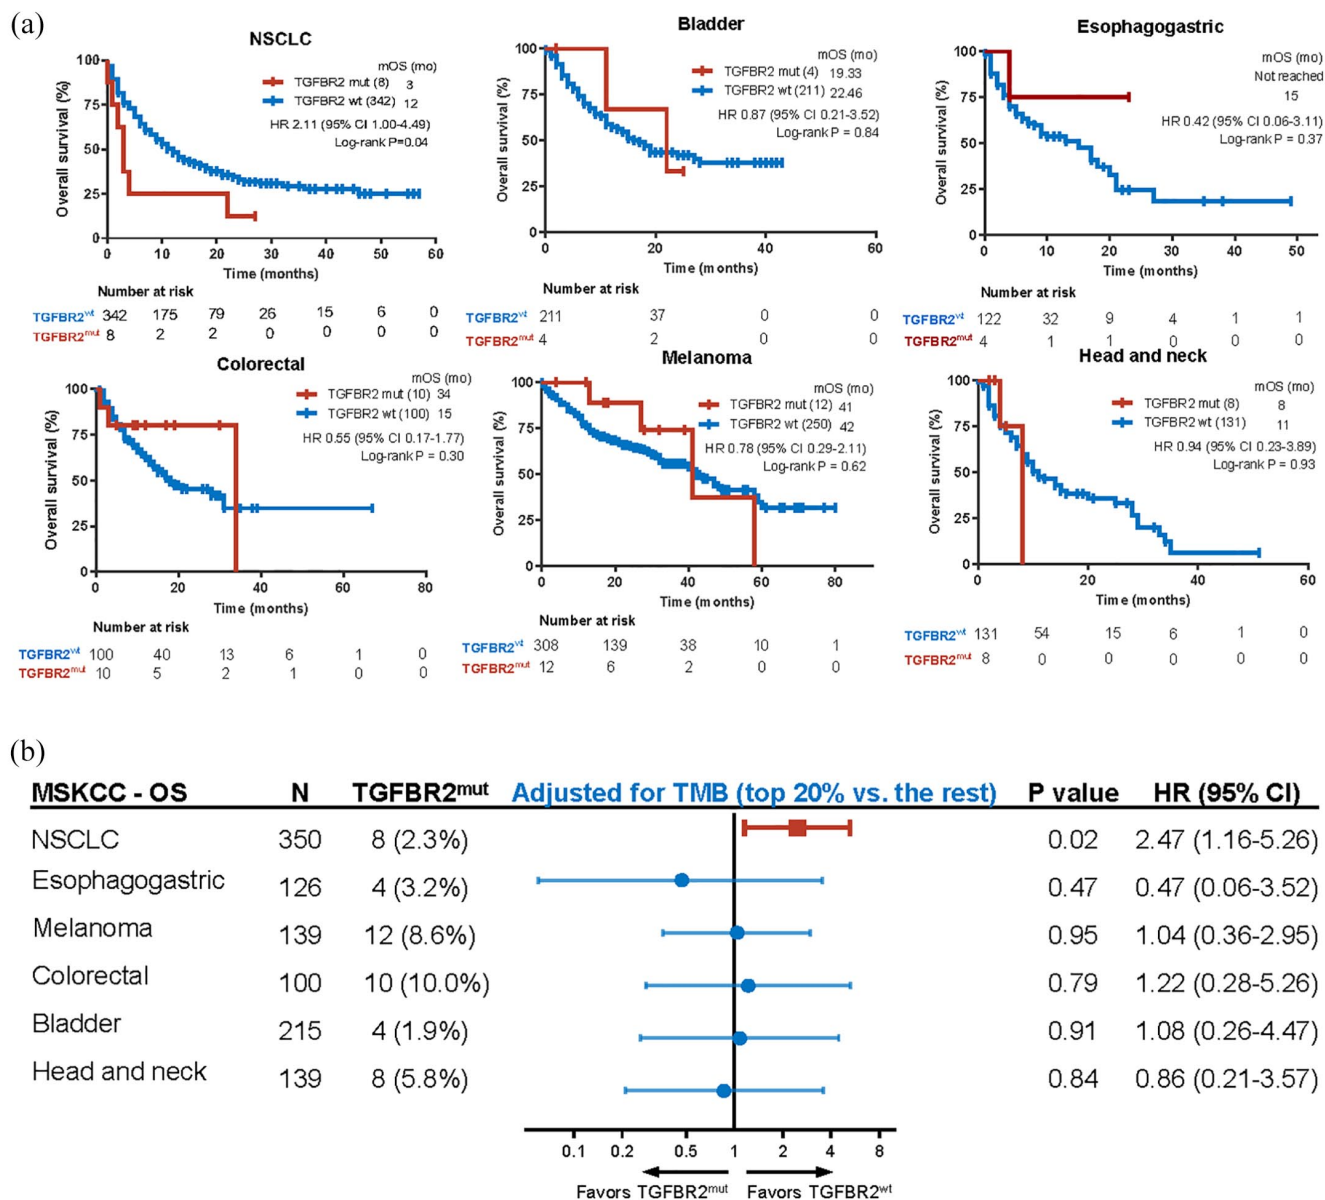 (a)
NSCLC
mOS (mo)
TGFBR2 mut (8) 3
TGFBR2 wt (342) 12
HR 2.11 (95% CI 1.00-4.49)
Log-rank P=0.04
Overall survival (%)
100
75
50
25
0
0 10 20 30 40 50 60
Time (months)
Number at risk
TGFBR2wt 342 175 79 26 15 6 0
TGFBR2mut 8 2 2 0 0 0 0
Bladder
mOS (mo)
TGFBR2 mut (4) 19.33
TGFBR2 wt (211) 22.46
HR 0.87 (95% CI 0.21-3.52)
Log-rank P = 0.84
Overall survival (%)
100
75
50
25
0
0 20 40 60
Time (months)
Number at risk
TGFBR2wt 211 37 0 0
TGFBR2mut 4 2 0 0
Esophagogastric
mOS (mo)
Not reached
15
HR 0.42 (95% CI 0.06-3.11)
Log-rank P = 0.37
Overall survival (%)
100
75
50
25
0
0 10 20 30 40 50
Time (months)
Number at risk
TGFBR2wt 122 32 9 4 1 1
TGFBR2mut 4 1 1 0 0 0
Colorectal
mOS (mo)
TGFBR2 mut (10) 34
TGFBR2 wt (100) 15
HR 0.55 (95% CI 0.17-1.77)
Log-rank P = 0.30
Overall survival (%)
100
75
50
25
0
0 20 40 60 80
Time (months)
Number at risk
TGFBR2wt 100 40 13 6 1 0
TGFBR2mut 10 5 2 1 0 0
Melanoma
mOS (mo)
TGFBR2 mut (12) 41
TGFBR2 wt (250) 42
HR 0.78 (95% CI 0.29-2.11)
Log-rank P = 0.62
Overall survival (%)
100
75
50
25
0
0 20 40 60 80
Time (months)
Number at risk
TGFBR2wt 308 139 38 10 1
TGFBR2mut 12 6 2 0 0
Head and neck
mOS (mo)
TGFBR2 mut (8) 8
TGFBR2 wt (131) 11
HR 0.94 (95% CI 0.23-3.89)
Log-rank P = 0.93
Overall survival (%)
100
75
50
25
0
0 20 40 60
Time (months)
TGFBR2wt 131 54 15 6 1 0
TGFBR2mut 8 0 0 0 0 0
(b)
MSKCC - OS N TGFBR2mut Adjusted for TMB (top 20% vs. the rest) P value HR (95% CI)
NSCLC 350 8 (2.3%) 0.02 2.47 (1.16-5.26)
Esophagogastric 126 4 (3.2%) 0.47 0.47 (0.06-3.52)
Melanoma 139 12 (8.6%) 0.95 1.04 (0.36-2.95)
Colorectal 100 10 (10.0%) 0.79 1.22 (0.28-5.26)
Bladder 215 4 (1.9%) 0.91 1.08 (0.26-4.47)
Head and neck 139 8 (5.8%) 0.84 0.86 (0.21-3.57)
0.1 0.2 0.5 1 2 4 8
Favors TGFBR2mut Favors TGFBR2wt